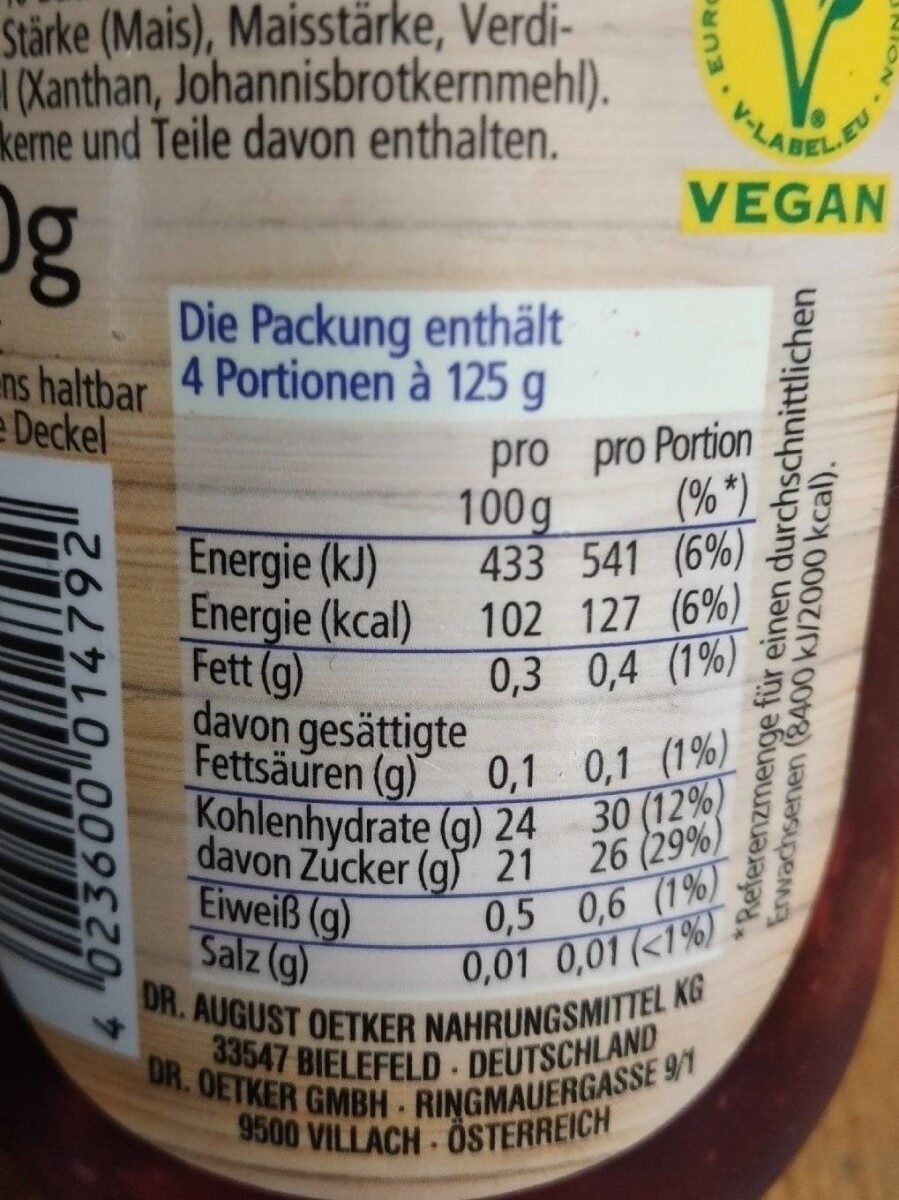 Stärke (Mais), Maisstärke, Verdi-
(Xanthan, Johannisbrotkernmehl).
kerne und Teile davon enthalten.
V-LABEL.EU
VEGAN
g
haltbar
Deckel
Die Packung enthält
4 Portionen à 125 g
pro pro Portion
100g (%*)
Energie (kJ) 433 541 (6%)
Energie (kcal) 102 127 (6%)
Fett (g) 0,3 0,4 (1%)
davon gesättigte
Fettsäuren (g) 0,1 0,1 (1%)
Kohlenhydrate (g) 24 30 (12%)
davon Zucker (g) 21 26 (29%)
Eiweiß (g) 0,5 0,6 (1%)
Salz (g) 0,01 0,01 (<1%)
*Referenzmenge für einen durchschnittlichen
Erwachsenen (8400 kJ/2000 kcal).
4 023600 014792
DR. AUGUST OETKER NAHRUNGSMITTEL KG
33547 BIELEFELD · DEUTSCHLAND
DR. OETKER GMBH · RINGMAUERGASSE 9/1
9500 VILLACH · ÖSTERREICH